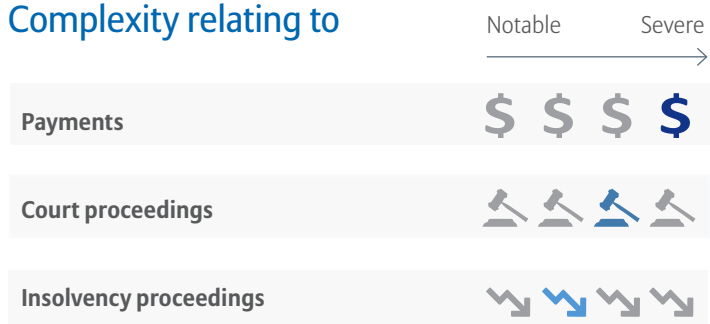 Complexity relating to
Notable Severe
Payments
$ $ $ $
Court proceedings
Insolvency proceedings